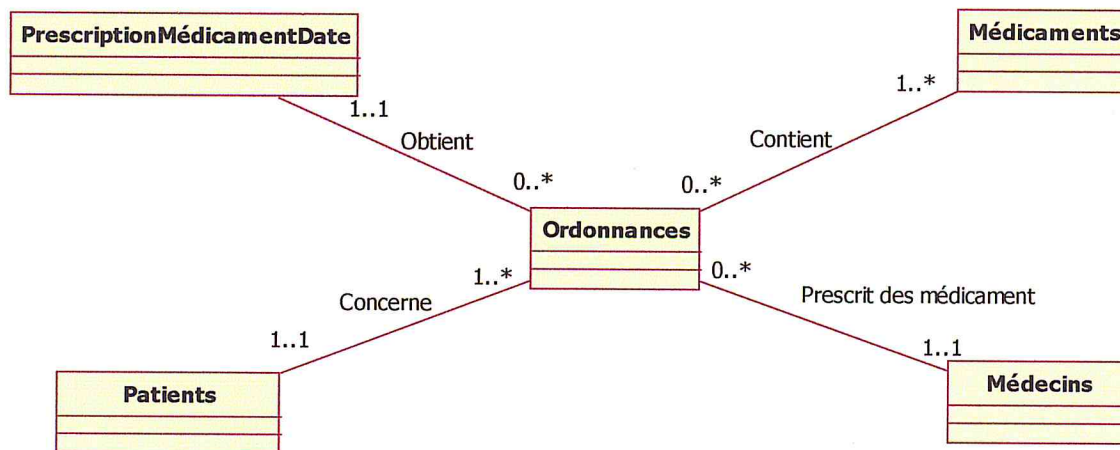 PrescriptionMédicamentDate
Médicaments
1..1
1..*
Obtient
Contient
0..*
0..*
Ordonnances
1..*
0..*
Concerne
Prescrit des médicament
1..1
1..1
Patients
Médecins